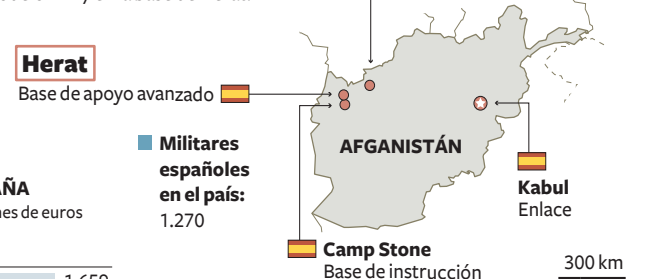 Herat
Base de apoyo avanzado
Militares
españoles
en el país:
1.270
AFGANISTÁN
Kabul
Enlace
Camp Stone
Base de instrucción
300 km
nes de euros